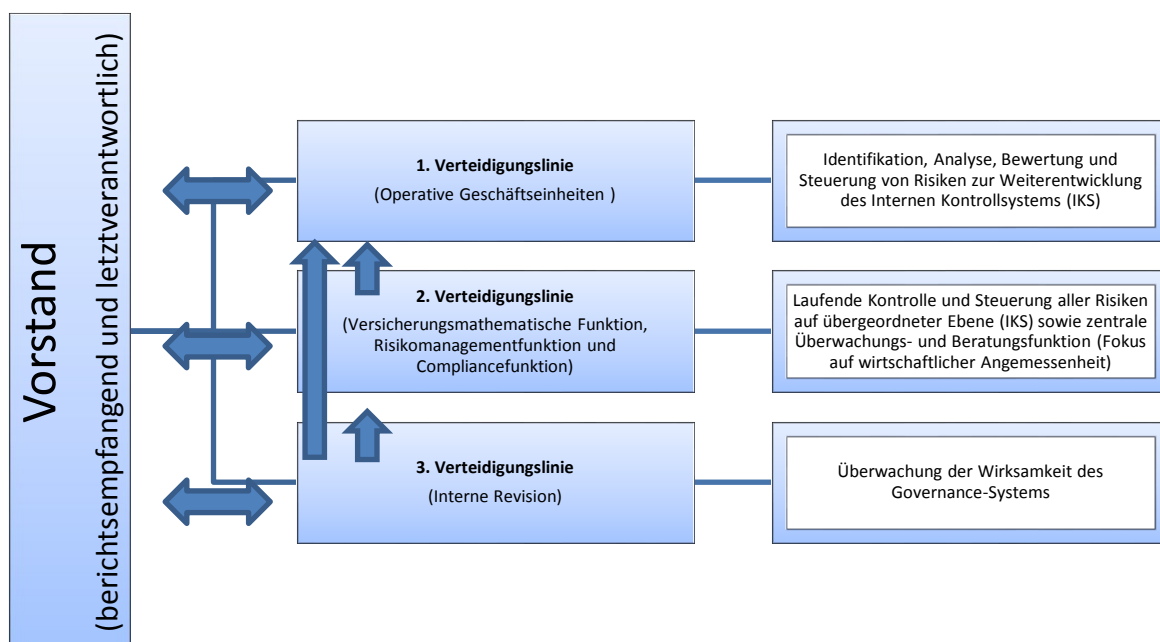 Vorstand
(berichtsempfangend und letztverantwortlich)
1. Verteidigungslinie
(Operative Geschäftseinheiten )
Identifikation, Analyse, Bewertung und
Steuerung von Risiken zur Weiterentwicklung
des Internen Kontrollsystems (IKS)
2. Verteidigungslinie
(Versicherungsmathematische Funktion,
Risikomanagementfunktion und
Compliancefunktion)
Laufende Kontrolle und Steuerung aller Risiken
auf übergeordneter Ebene (IKS) sowie zentrale
Überwachungs- und Beratungsfunktion (Fokus
auf wirtschaftlicher Angemessenheit)
3. Verteidigungslinie
(Interne Revision)
Überwachung der Wirksamkeit des
Governance-Systems